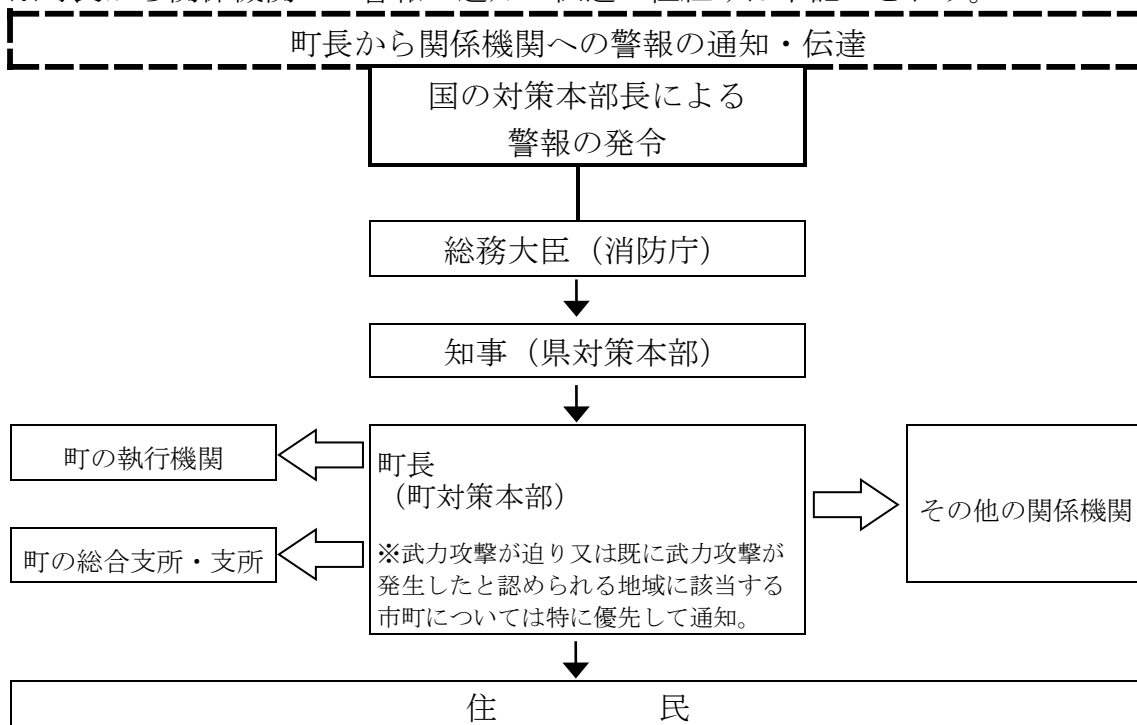 町長から関係機関への警報の通知・伝達
国の対策本部長による
警報の発令
総務大臣（消防庁）
知事（県対策本部）
町の執行機関
町の総合支所・支所
町長
（町対策本部）
※武力攻撃が迫り又は既に武力攻撃が
発生したと認められる地域に該当する
市町については特に優先して通知。
その他の関係機関
住　　　　民